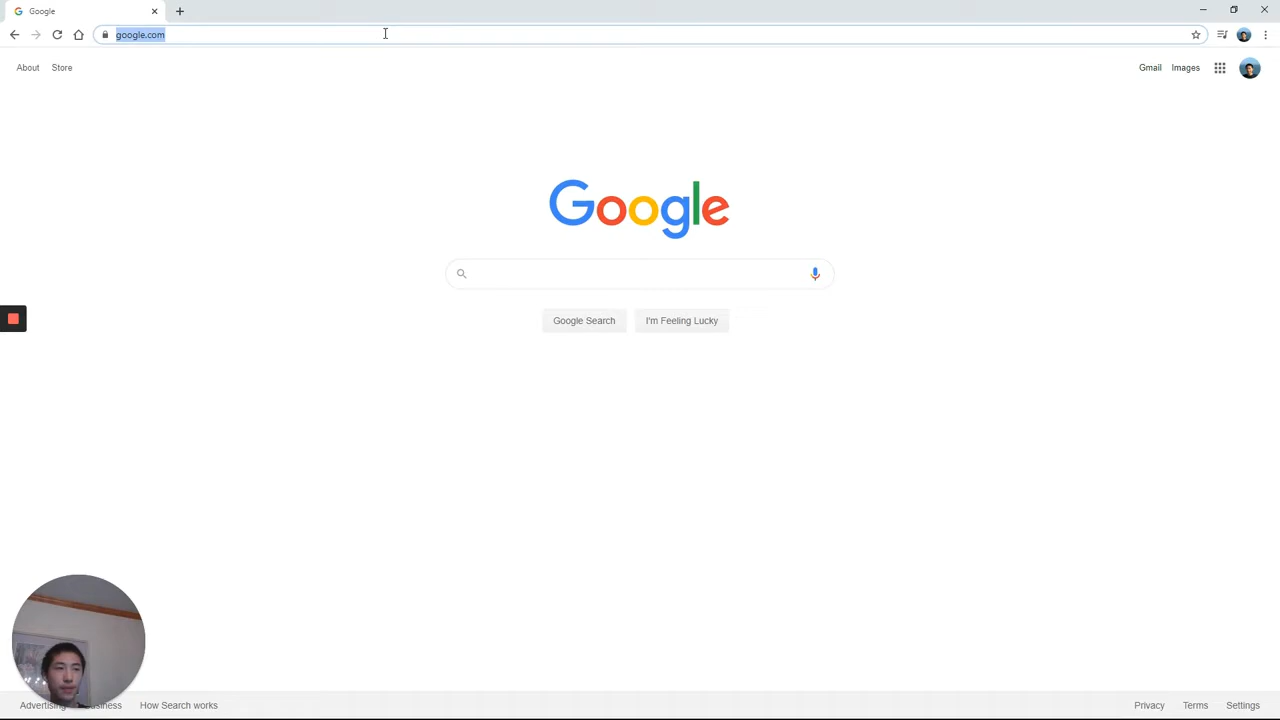 Google
google.com
About
Store
Gmail
Images
Google
Google Search
I'm Feeling Lucky
Advertising
How Search works
Privacy
Terms
Settings